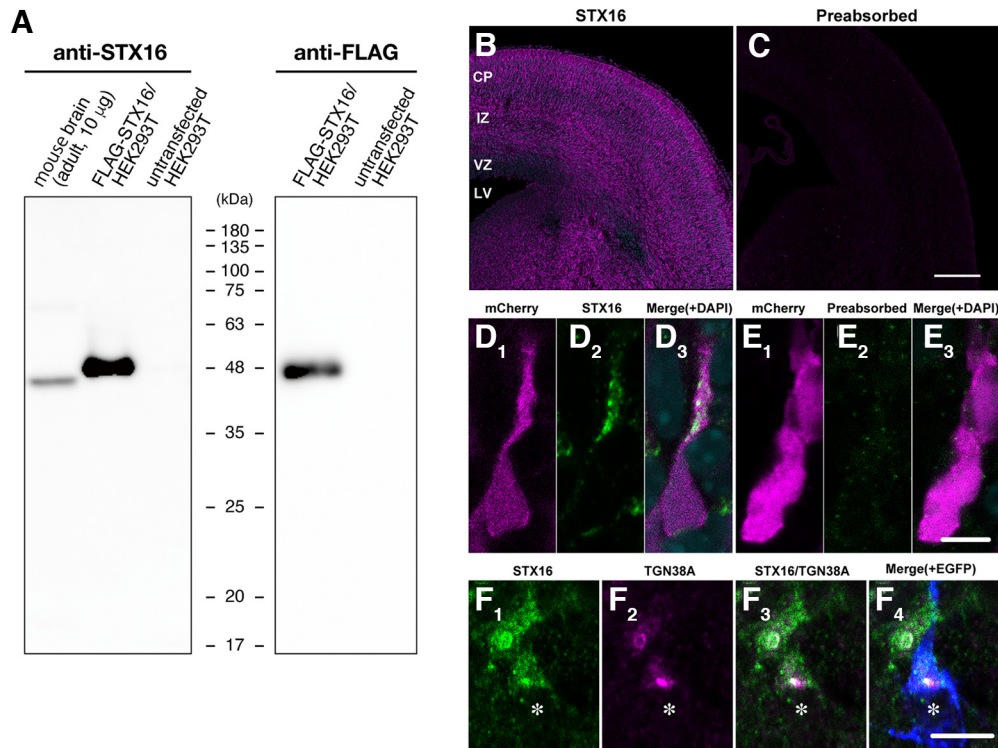 A
anti-STX16
anti-FLAG
mouse brain
(adult, 10 µg)
FLAG-STX16/
HEK293T
untransfected
HEK293T
FLAG-STX16/
HEK293T
untransfected
HEK293T
(kDa)
– 180 –
– 135 –
– 100 –
– 75 –
– 63 –
– 48 –
– 35 –
– 25 –
– 20 –
– 17 –
STX16
Preabsorbed
B
C
CP
IZ
VZ
LV
mCherry
STX16
Merge(+DAPI)
mCherry
Preabsorbed
Merge(+DAPI)
D1
D2
D3
E1
E2
E3
STX16
TGN38A
STX16/TGN38A
Merge(+EGFP)
F1
F2
F3
F4
*
*
*
*